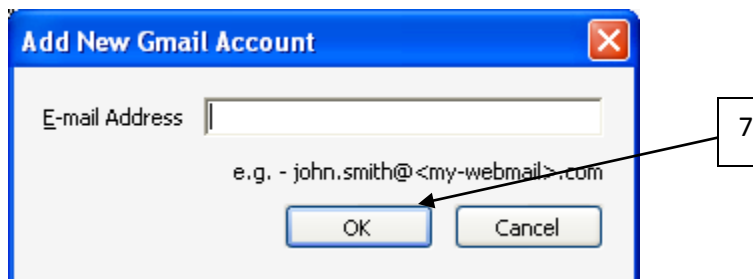 Add New Gmail Account
E-mail Address
7
e.g. - john.smith@<my-webmail>.com
OK Cancel